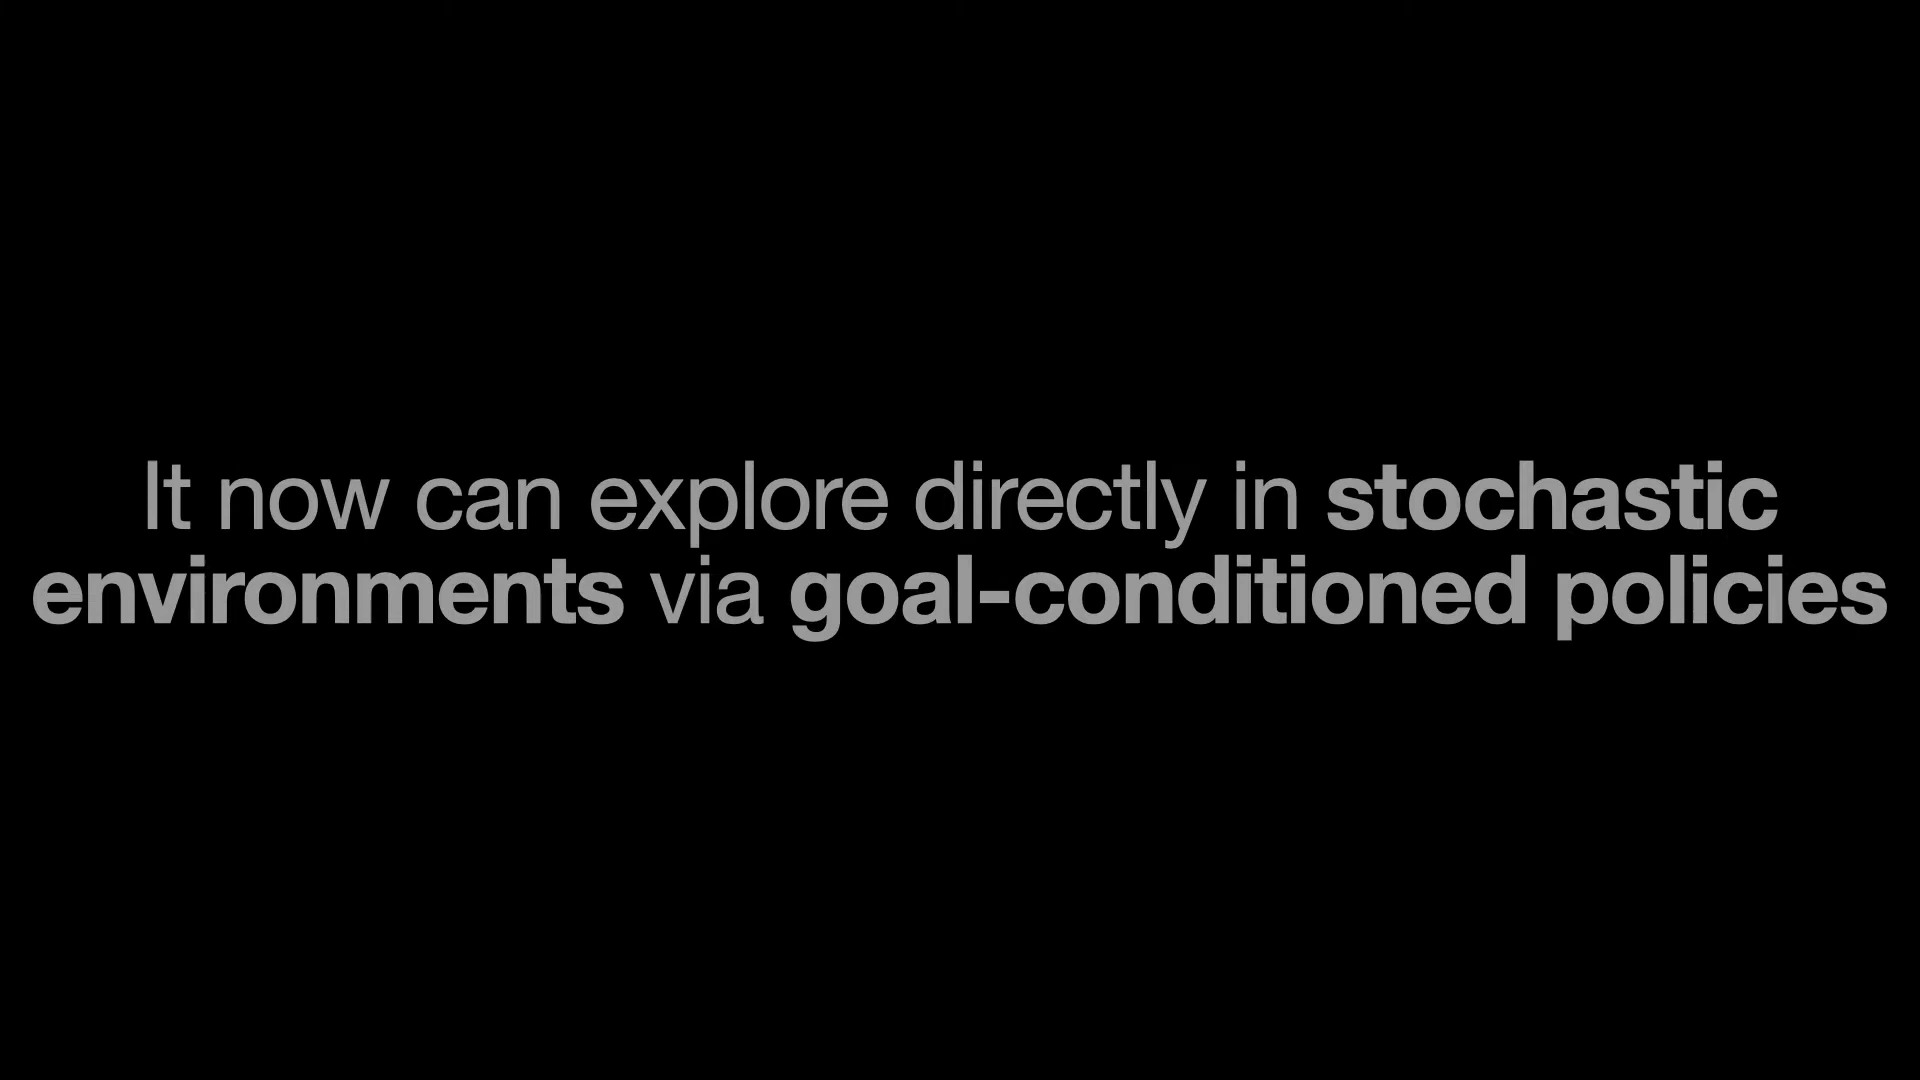 It now can explore directly in stochastic
environments via goal-conditioned policies